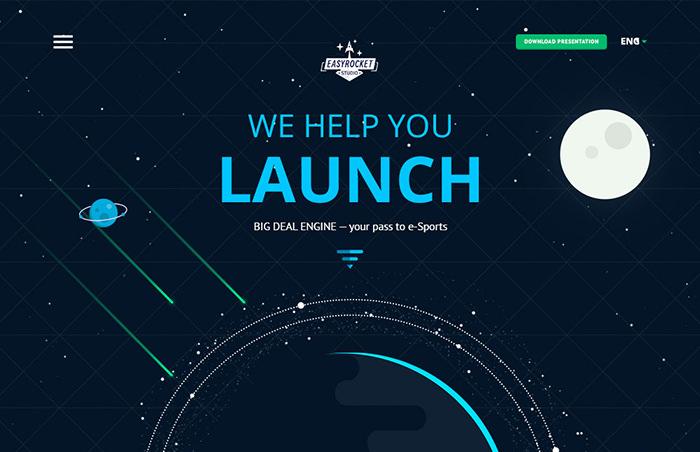 DOWNLOAD PRESENTATION
ENG
EASYROCKET
STUDIO
WE HELP YOU
LAUNCH
BIG DEAL ENGINE — your pass to e-Sports